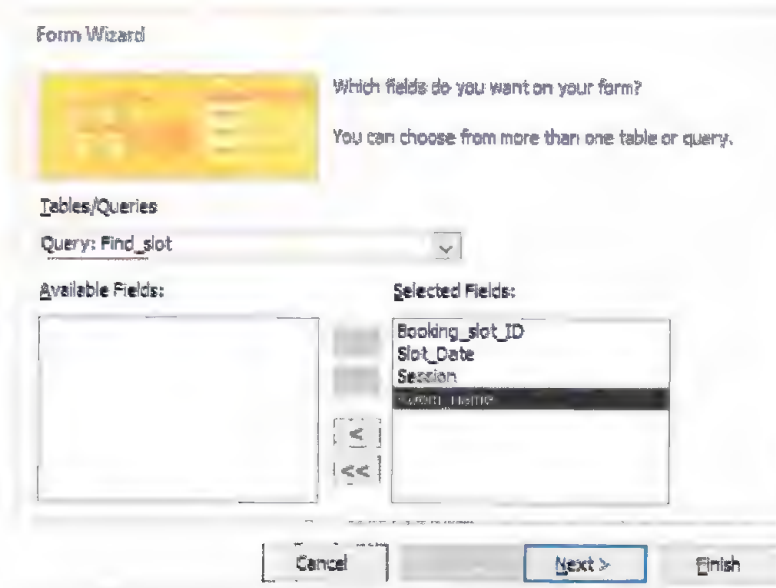 Form Wizard
Which fields do you want on your form?
You can choose from more than one table or query.
Tables/Queries
Query: Find_slot
Available Fields:
Selected Fields:
Booking_slot_ID
Slot_Date
Session
<
<<
Cancel
Next >
Finish